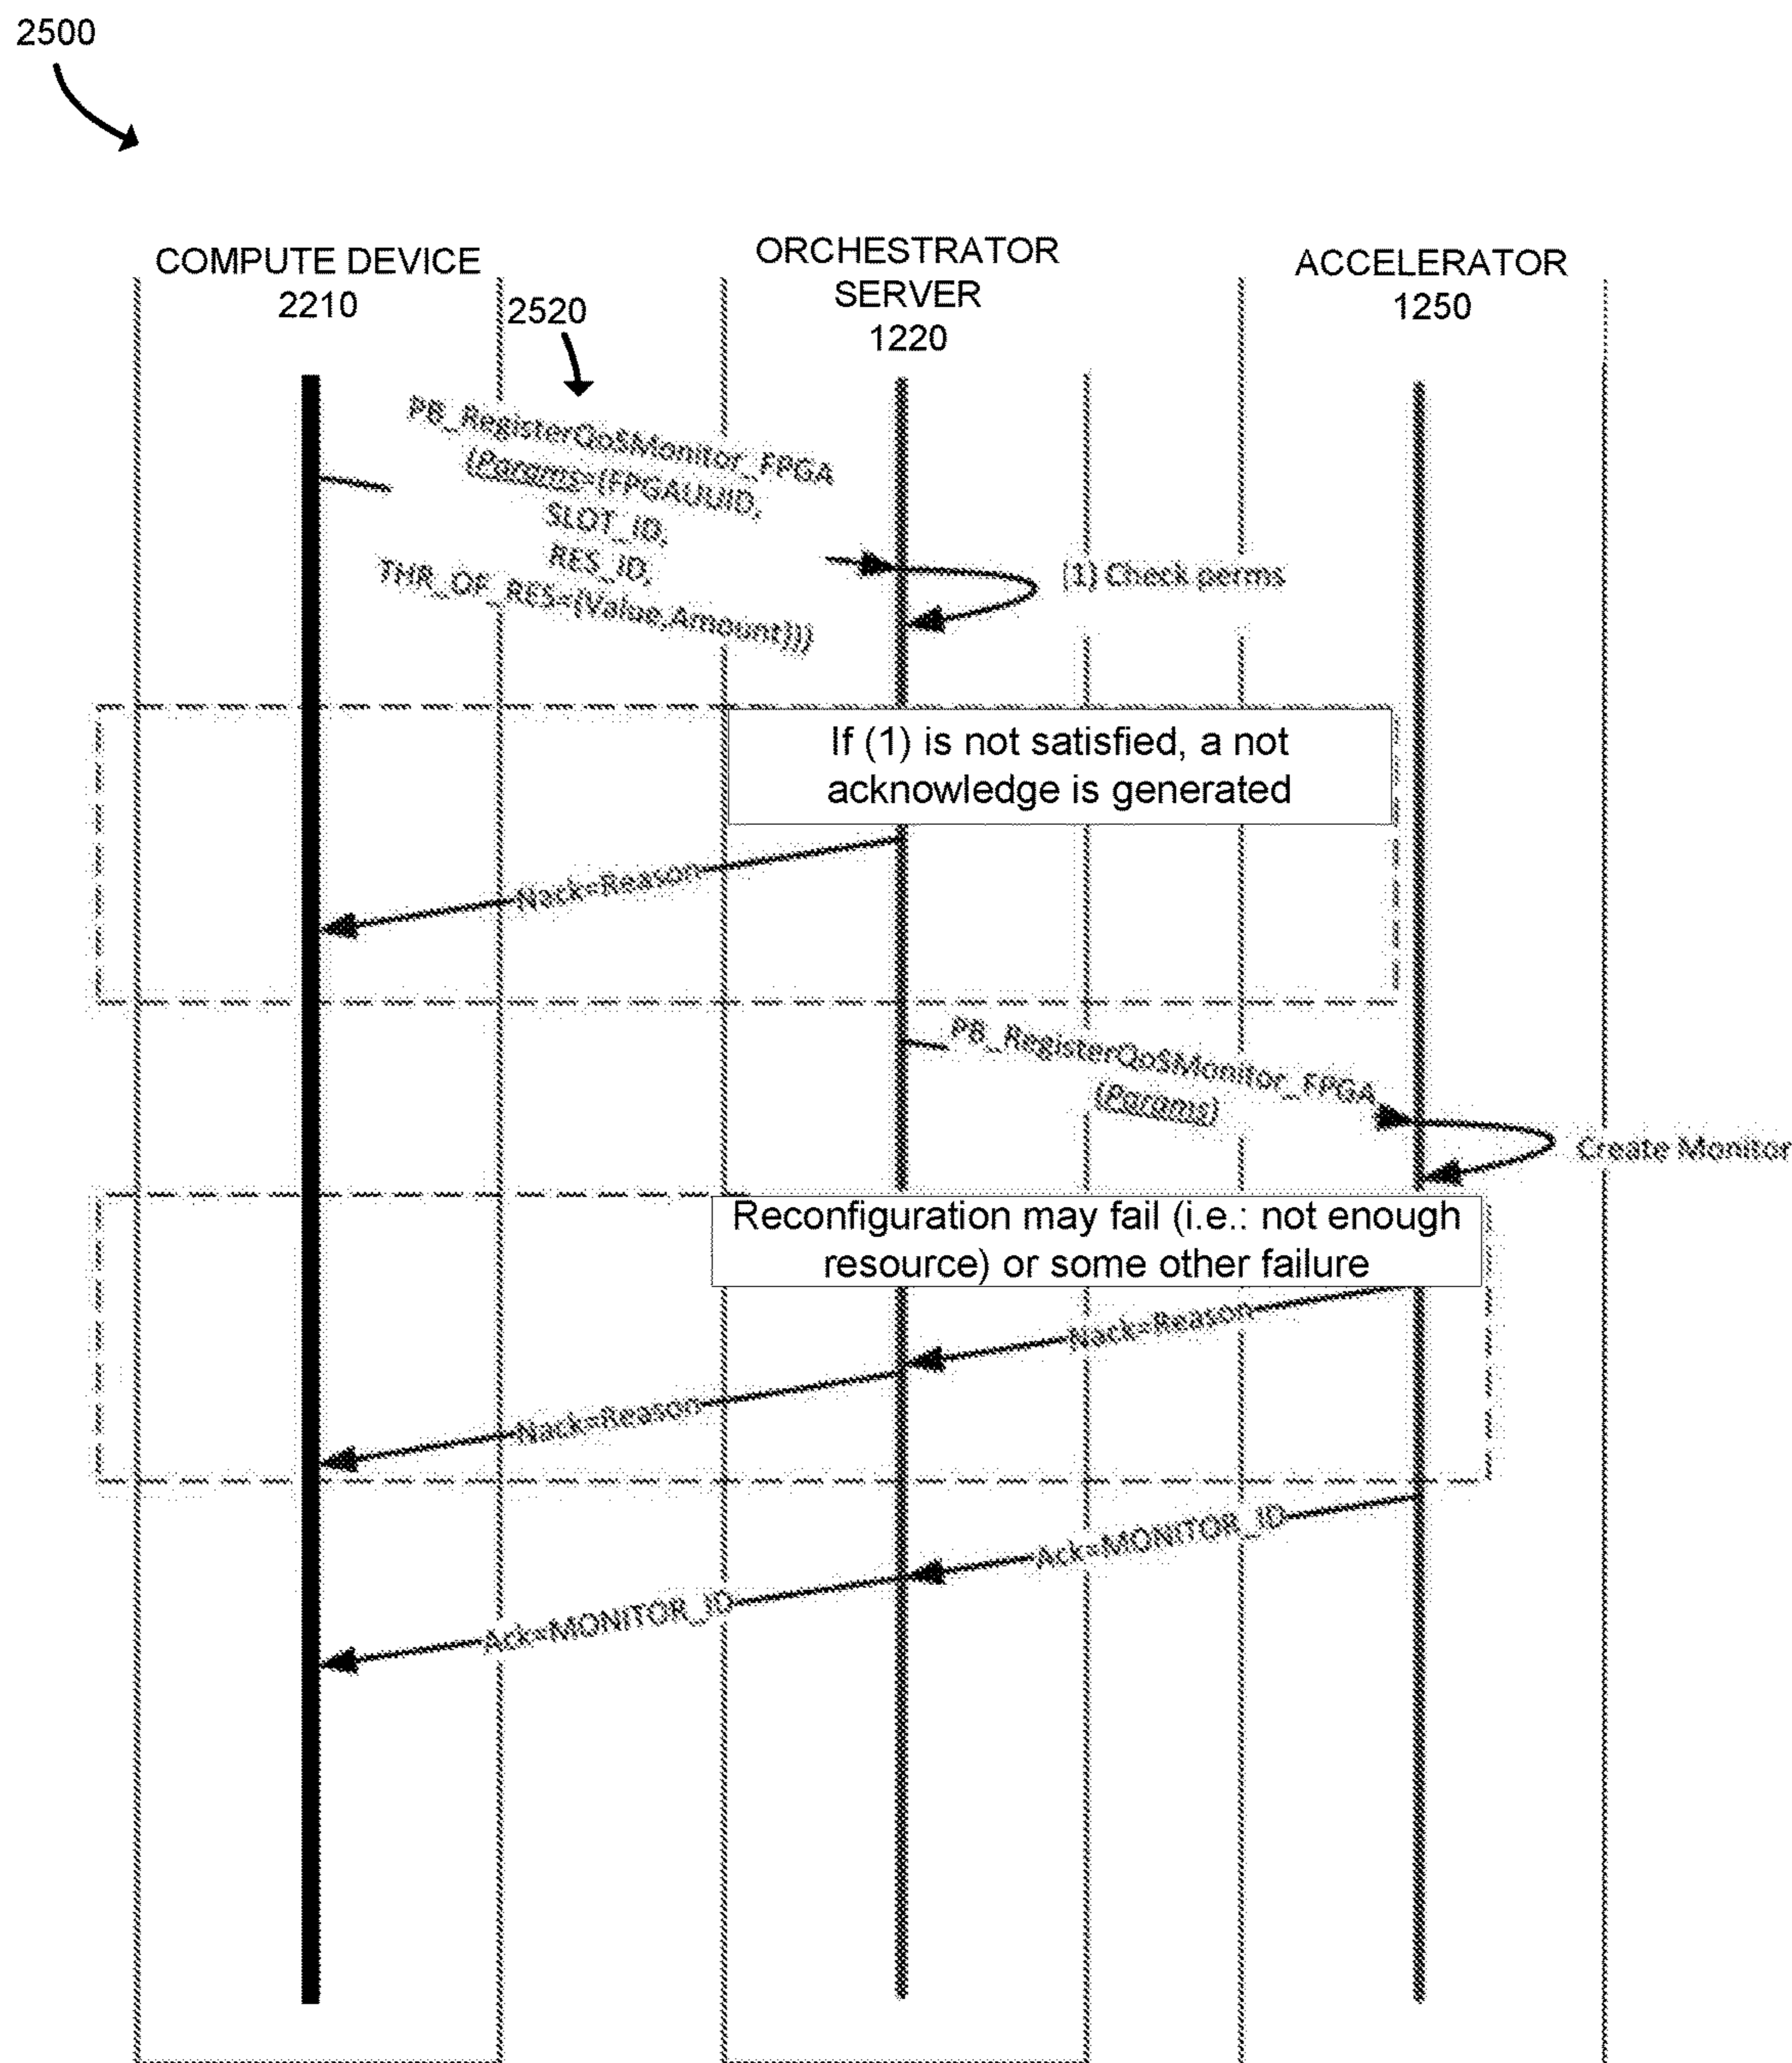 2500
COMPUTE DEVICE
2210
ORCHESTRATOR
SERVER
1220
ACCELERATOR
1250
2520
PB_RegisterQoSMonitor_FPGA
(Params=(FPGAUUID,
SLOT_ID,
RES_ID,
THR_OF_RES=[Value,Amount]))
(1) Check perms
If (1) is not satisfied, a not
acknowledge is generated
Nack=Reason
PB_RegisterQoSMonitor_FPGA
(Params)
Create Monitor
Reconfiguration may fail (i.e.: not enough
resource) or some other failure
Nack=Reason
Nack=Reason
Ack=MONITOR_ID
Ack=MONITOR_ID